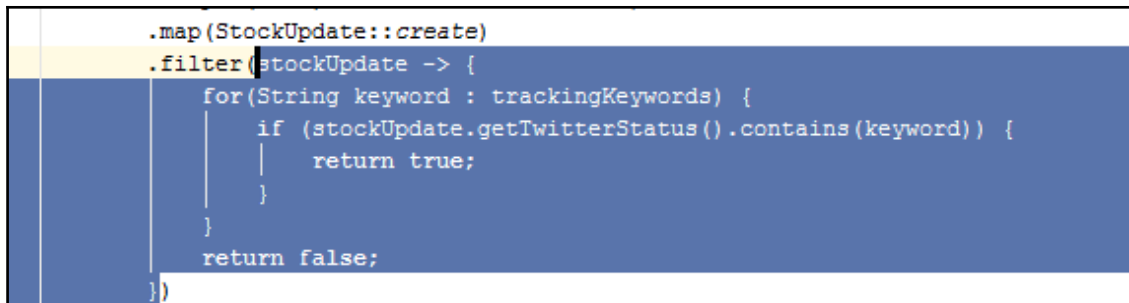 .map(StockUpdate::create)
.filter(stockUpdate -> {
for(String keyword : trackingKeywords) {
if (stockUpdate.getTwitterStatus().contains(keyword)) {
return true;
}
}
return false;
})